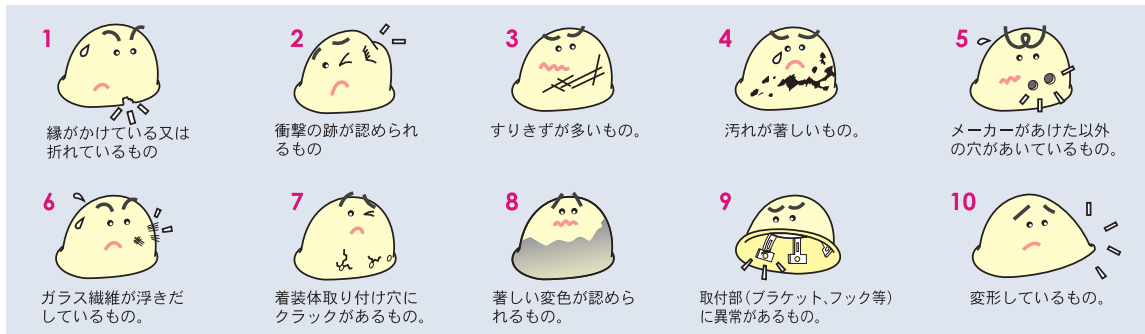 1
縁がかけている又は
折れているもの
2
衝撃の跡が認められ
るもの
3
すりきずが多いもの。
4
汚れが著しいもの。
5
メーカーがあけた以外
の穴があいているもの。
6
ガラス繊維が浮きだ
しているもの。
7
着装体取り付け穴に
クラックがあるもの。
8
著しい変色が認めら
れるもの。
9
取付部（ブラケット、フック等）
に異常があるもの。
10
変形しているもの。